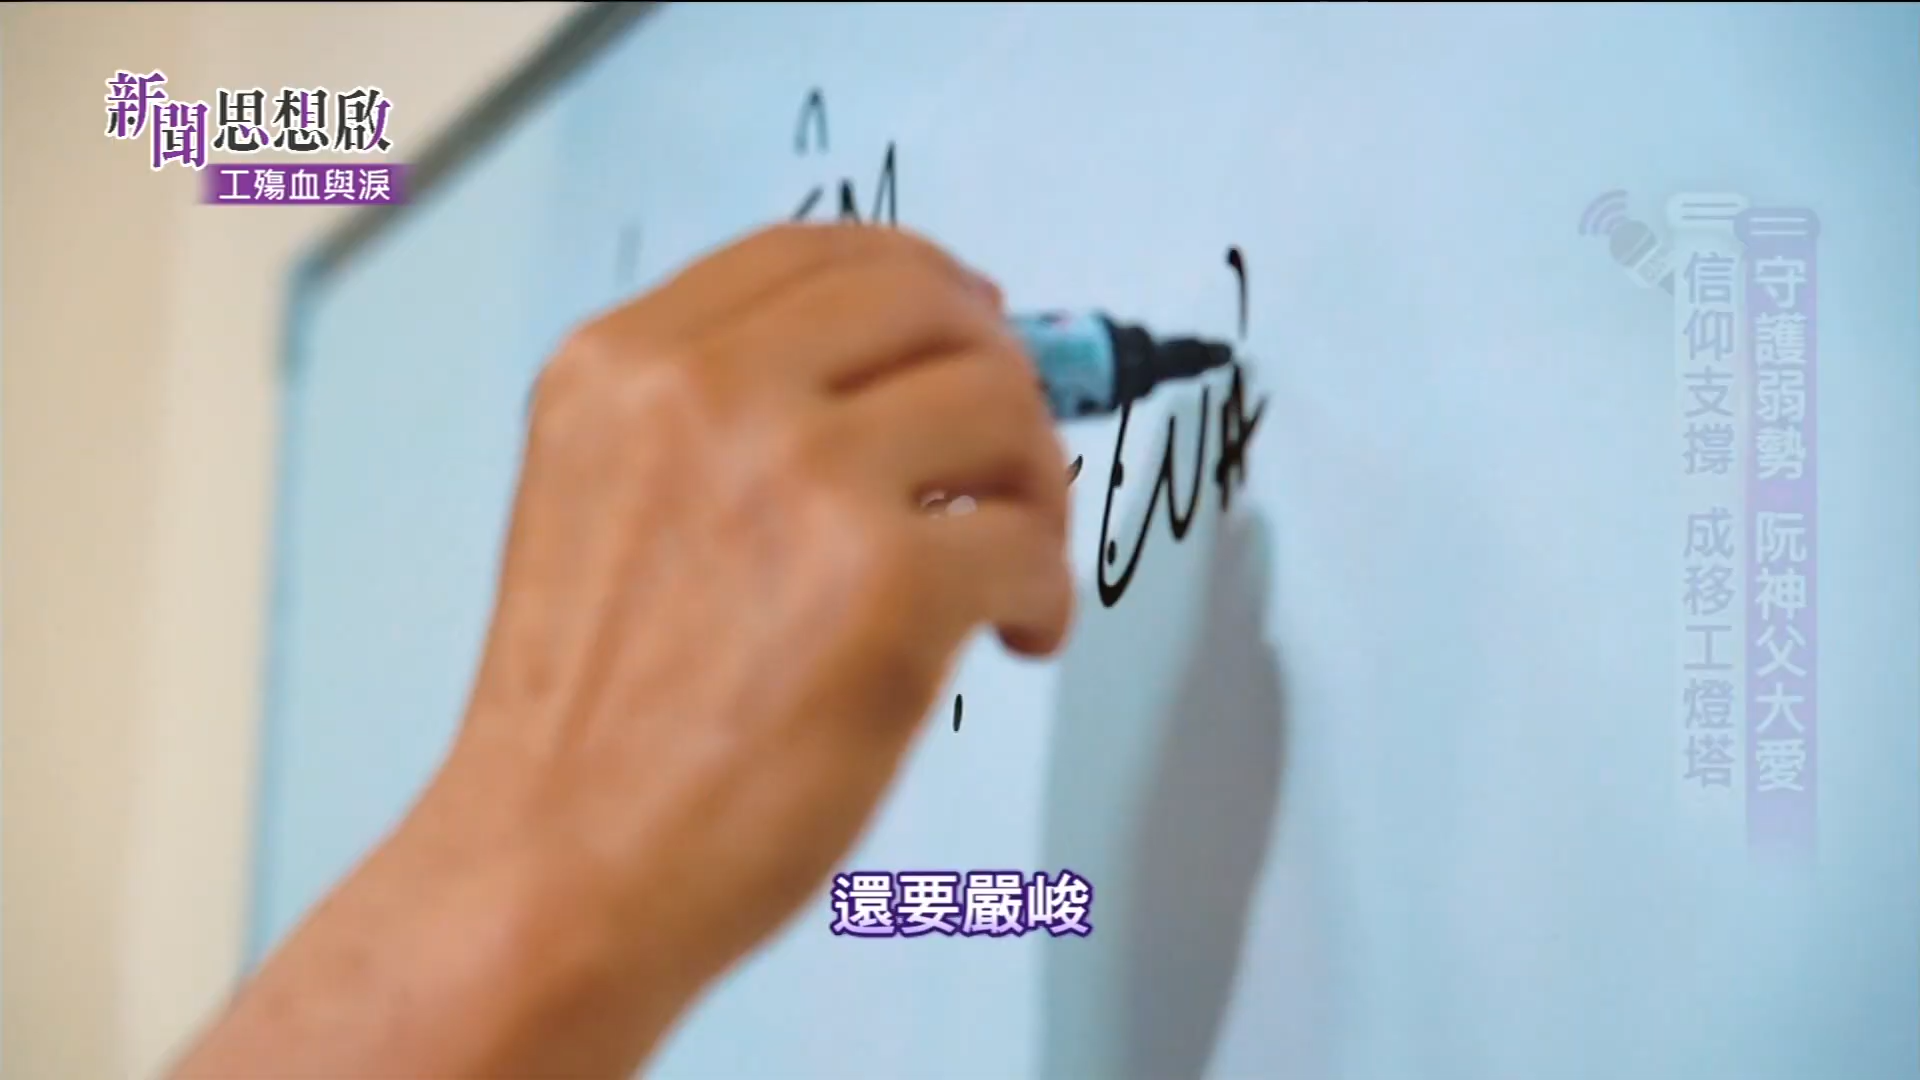 新聞思想啟
工殤血與淚
守護弱勢 阮神父大愛
信仰支撐 成移工燈塔
還要嚴峻